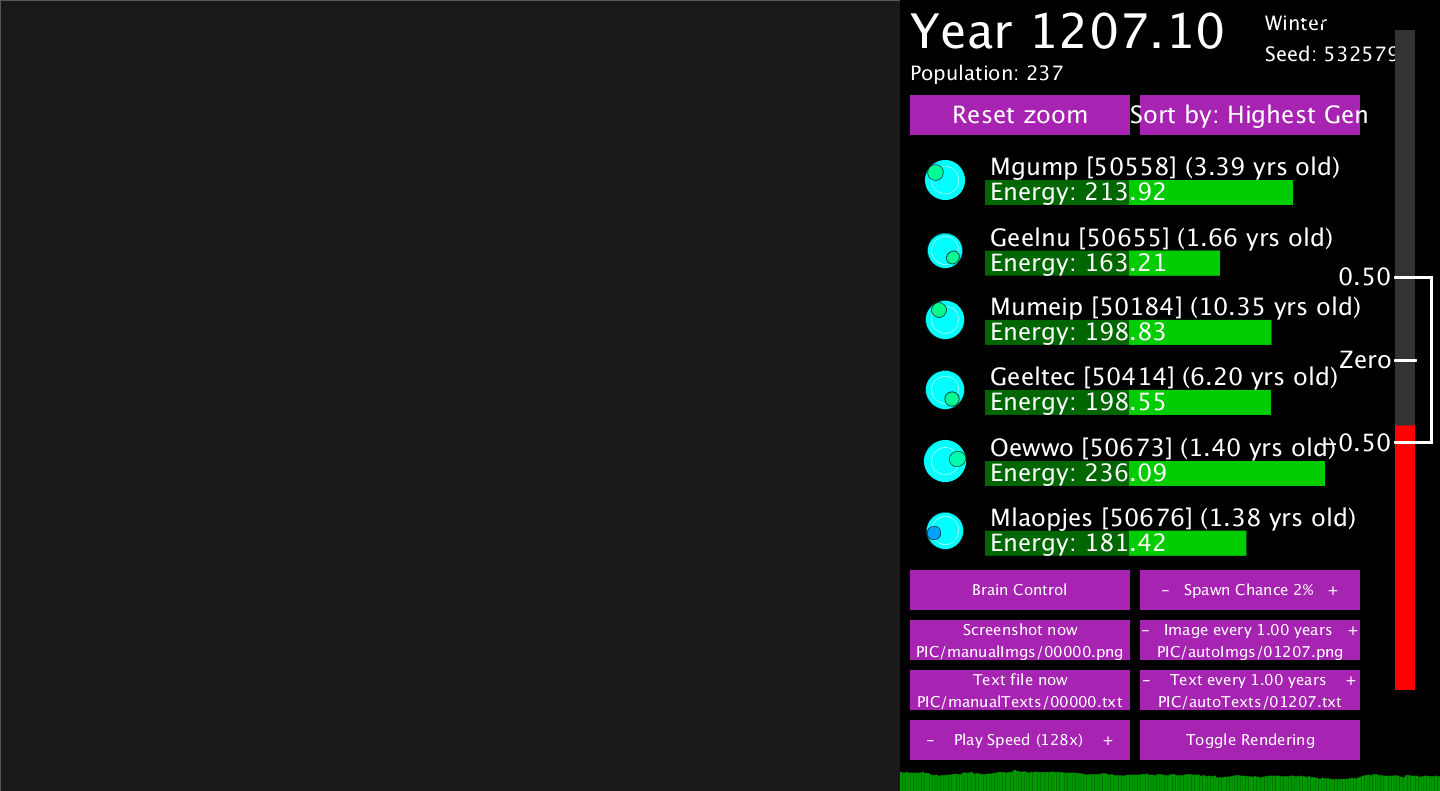 Year 1207.10
Winter
Seed: 532579
Population: 237
Reset zoom
Sort by: Highest Gen
Mgump [50558] (3.39 yrs old)
Energy: 213.92
Geelnu [50655] (1.66 yrs old)
Energy: 163.21
0.50
Mumeip [50184] (10.35 yrs old)
Energy: 198.83
Zero
Geeltec [50414] (6.20 yrs old)
Energy: 198.55
Oewwo [50673] (1.40 yrs old)
-0.50
Energy: 236.09
Mlaopjes [50676] (1.38 yrs old)
Energy: 181.42
Brain Control
- Spawn Chance 2% +
Screenshot now
PIC/manualImgs/00000.png
- Image every 1.00 years +
PIC/autoImgs/01207.png
Text file now
PIC/manualTexts/00000.txt
- Text every 1.00 years +
PIC/autoTexts/01207.txt
- Play Speed (128x) +
Toggle Rendering